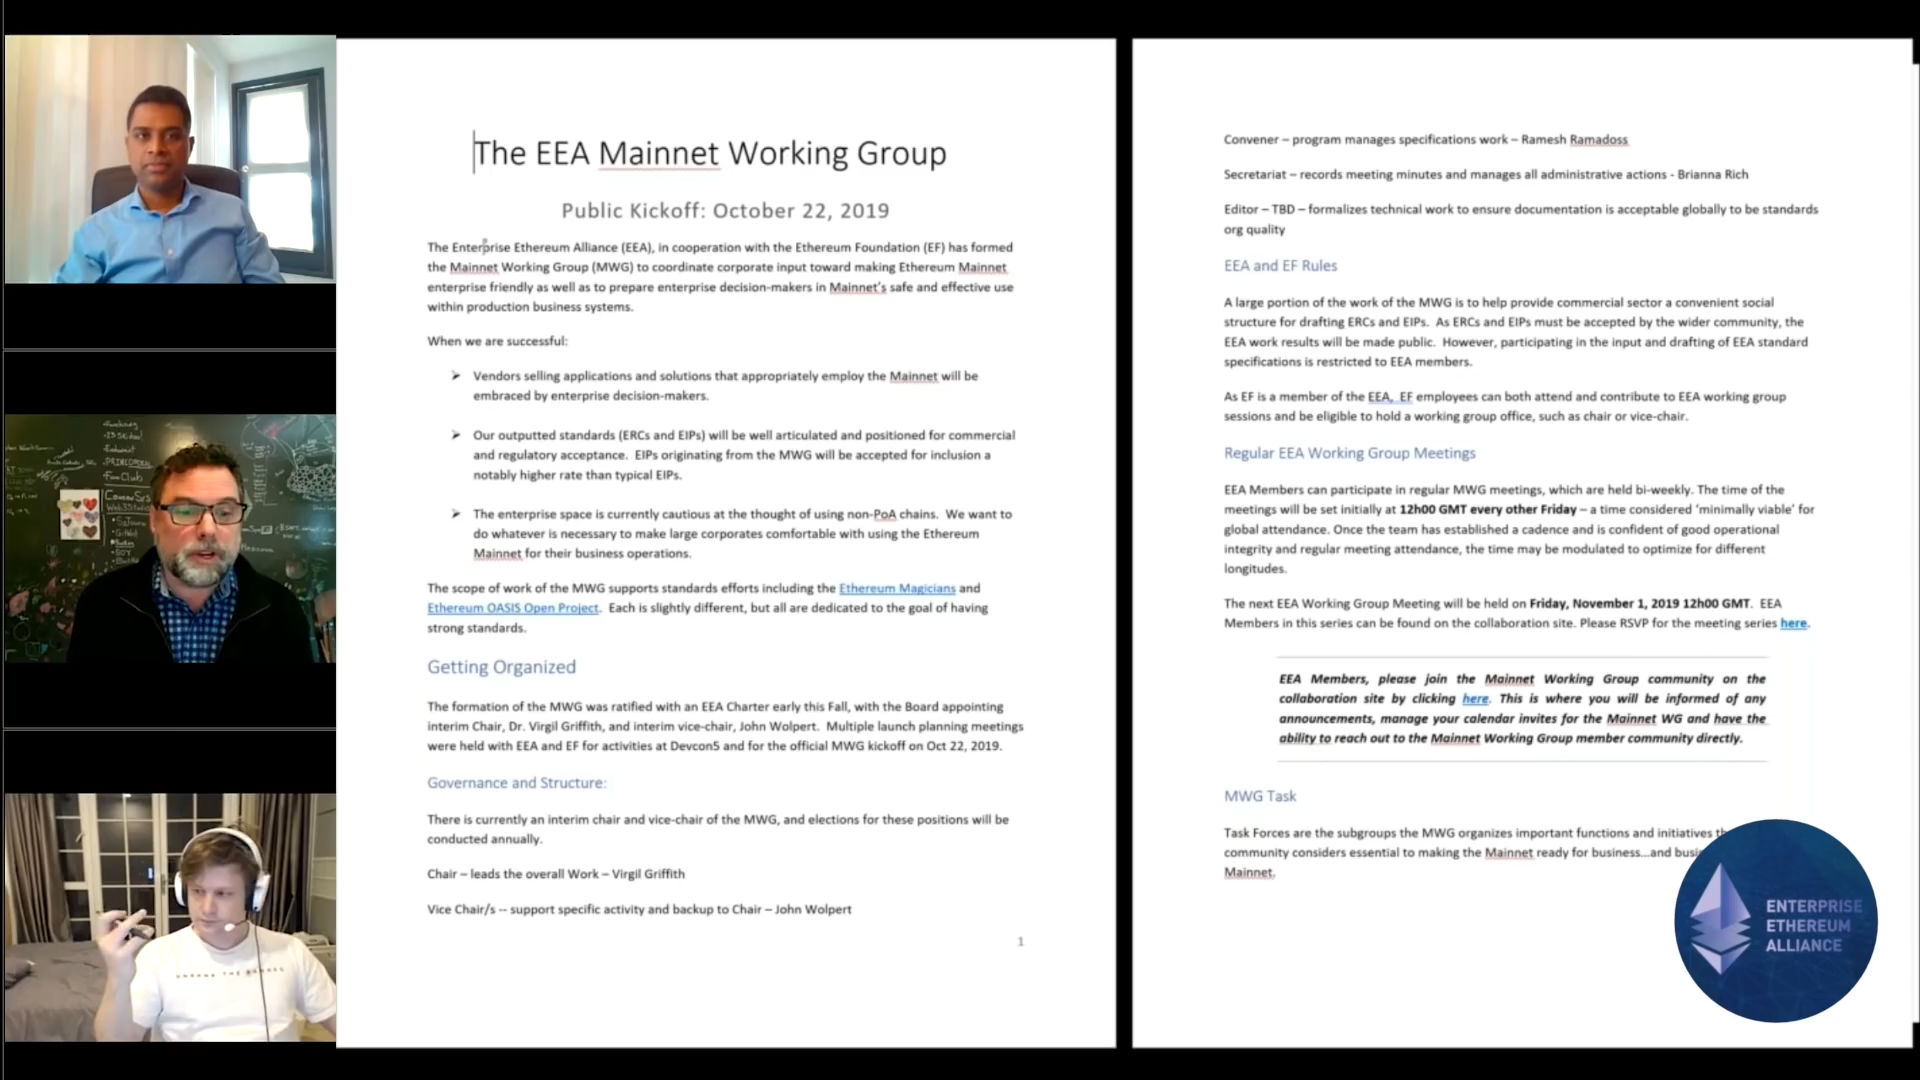 The EEA Mainnet Working Group
Public Kickoff: October 22, 2019
The Enterprise Ethereum Alliance (EEA), in cooperation with the Ethereum Foundation (EF) has formed
the Mainnet Working Group (MWG) to coordinate corporate input toward making Ethereum Mainnet
enterprise friendly as well as to prepare enterprise decision-makers in Mainnet's safe and effective use
within production business systems.
When we are successful:
➢ Vendors selling applications and solutions that appropriately employ the Mainnet will be
embraced by enterprise decision-makers.
➢ Our outputted standards (ERCs and EIPs) will be well articulated and positioned for commercial
and regulatory acceptance. EIPs originating from the MWG will be accepted for inclusion a
notably higher rate than typical EIPs.
➢ The enterprise space is currently cautious at the thought of using non-PoA chains. We want to
do whatever is necessary to make large corporates comfortable with using the Ethereum
Mainnet for their business operations.
The scope of work of the MWG supports standards efforts including the Ethereum Magicians and
Ethereum OASIS Open Project. Each is slightly different, but all are dedicated to the goal of having
strong standards.
Getting Organized
The formation of the MWG was ratified with an EEA Charter early this Fall, with the Board appointing
interim Chair, Dr. Virgil Griffith, and interim vice-chair, John Wolpert. Multiple launch planning meetings
were held with EEA and EF for activities at Devcon5 and for the official MWG kickoff on Oct 22, 2019.
Governance and Structure:
There is currently an interim chair and vice-chair of the MWG, and elections for these positions will be
conducted annually.
Chair – leads the overall Work – Virgil Griffith
Vice Chair/s -- support specific activity and backup to Chair – John Wolpert
1
Convener – program manages specifications work – Ramesh Ramadoss
Secretariat – records meeting minutes and manages all administrative actions - Brianna Rich
Editor – TBD – formalizes technical work to ensure documentation is acceptable globally to be standards
org quality
EEA and EF Rules
A large portion of the work of the MWG is to help provide commercial sector a convenient social
structure for drafting ERCs and EIPs. As ERCs and EIPs must be accepted by the wider community, the
EEA work results will be made public. However, participating in the input and drafting of EEA standard
specifications is restricted to EEA members.
As EF is a member of the EEA, EF employees can both attend and contribute to EEA working group
sessions and be eligible to hold a working group office, such as chair or vice-chair.
Regular EEA Working Group Meetings
EEA Members can participate in regular MWG meetings, which are held bi-weekly. The time of the
meetings will be set initially at 12h00 GMT every other Friday – a time considered 'minimally viable' for
global attendance. Once the team has established a cadence and is confident of good operational
integrity and regular meeting attendance, the time may be modulated to optimize for different
longitudes.
The next EEA Working Group Meeting will be held on Friday, November 1, 2019 12h00 GMT. EEA
Members in this series can be found on the collaboration site. Please RSVP for the meeting series here.
EEA Members, please join the Mainnet Working Group community on the
collaboration site by clicking here. This is where you will be informed of any
announcements, manage your calendar invites for the Mainnet WG and have the
ability to reach out to the Mainnet Working Group member community directly.
MWG Task
Task Forces are the subgroups the MWG organizes important functions and initiatives
community considers essential to making the Mainnet ready for business...and
Mainnet.
ENTERPRISE
ETHEREUM
ALLIANCE